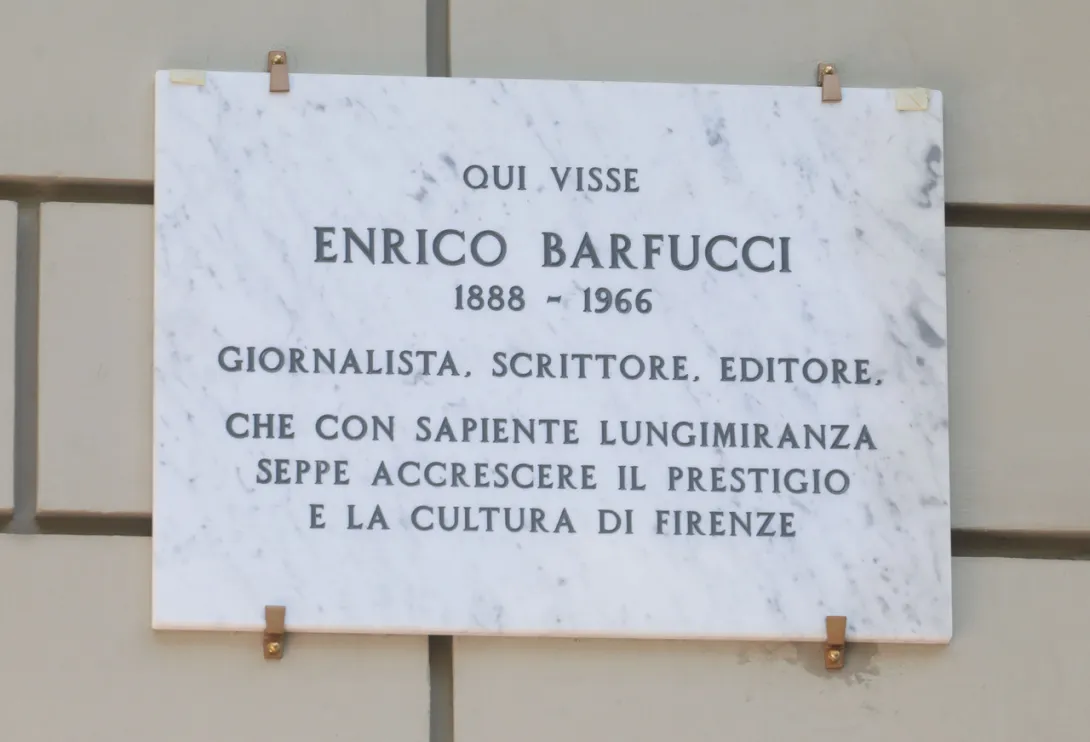 QUI VISSE
ENRICO BARFUCCI
1888 - 1966
GIORNALISTA, SCRITTORE, EDITORE,
CHE CON SAPIENTE LUNGIMIRANZA
SEPPE ACCRESCERE IL PRESTIGIO
E LA CULTURA DI FIRENZE